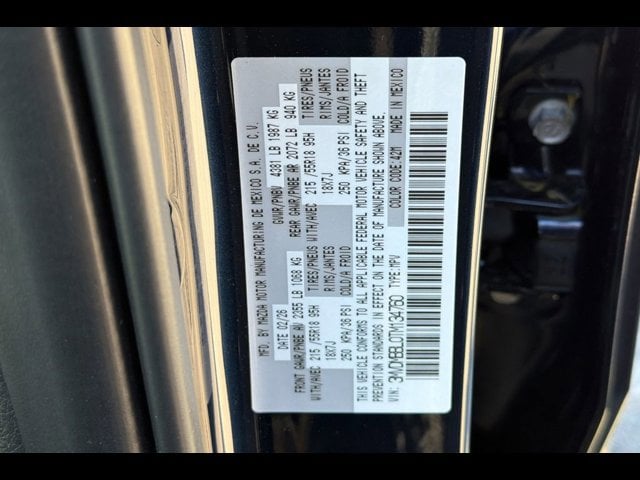 MFD. BY MAZDA MOTOR MANUFACTURING DE MEXICO S.A. DE C.V.
DATE 02/26 GVWR/PNBV 4381 LB 1987 KG
FRONT GAWR/PNBE AV 2355 LB 1068 KG REAR GAWR/PNBE AR 2072 LB 940 KG
WITH/AVEC 215/55R18 95H TIRES/PNEUS WITH/AVEC 215/55R18 95H TIRES/PNEUS
18X7J RIMS/JANTES 18X7J RIMS/JANTES
250 KPA/36 PSI COLD/A FROID 250 KPA/36 PSI COLD/A FROID
THIS VEHICLE CONFORMS TO ALL APPLICABLE FEDERAL MOTOR VEHICLE SAFETY AND THEFT
PREVENTION STANDARDS IN EFFECT ON THE DATE OF MANUFACTURE SHOWN ABOVE.
VIN: TYPE:MPV COLOR CODE:42M MADE IN MEXICO